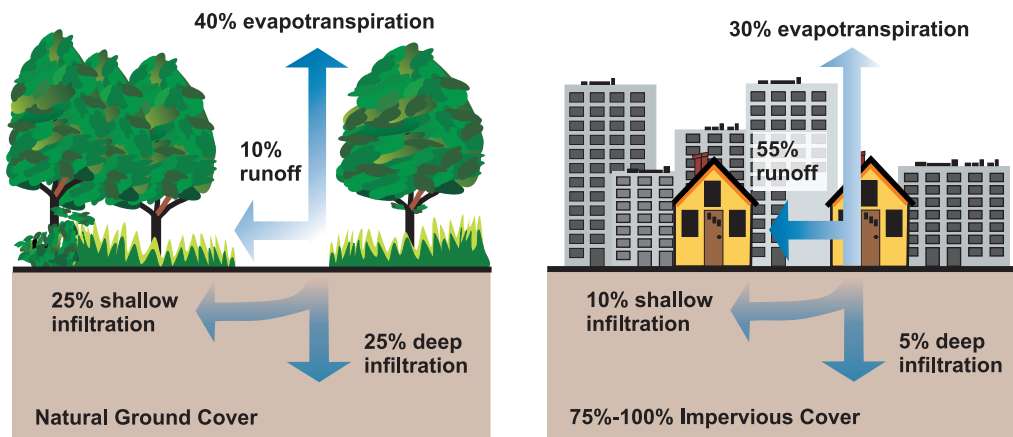 40% evapotranspiration
10%
runoff
25% shallow
infiltration
25% deep
infiltration
Natural Ground Cover
30% evapotranspiration
55%
runoff
10% shallow
infiltration
5% deep
infiltration
75%-100% Impervious Cover